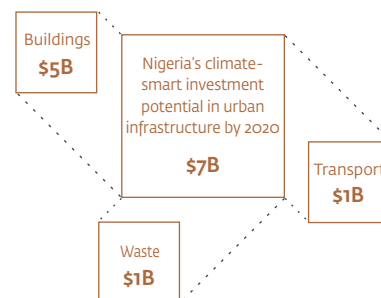 Buildings
$5B
Nigeria’s climate-
smart investment
potential in urban
infrastructure by 2020
$7B
Transport
$1B
Waste
$1B